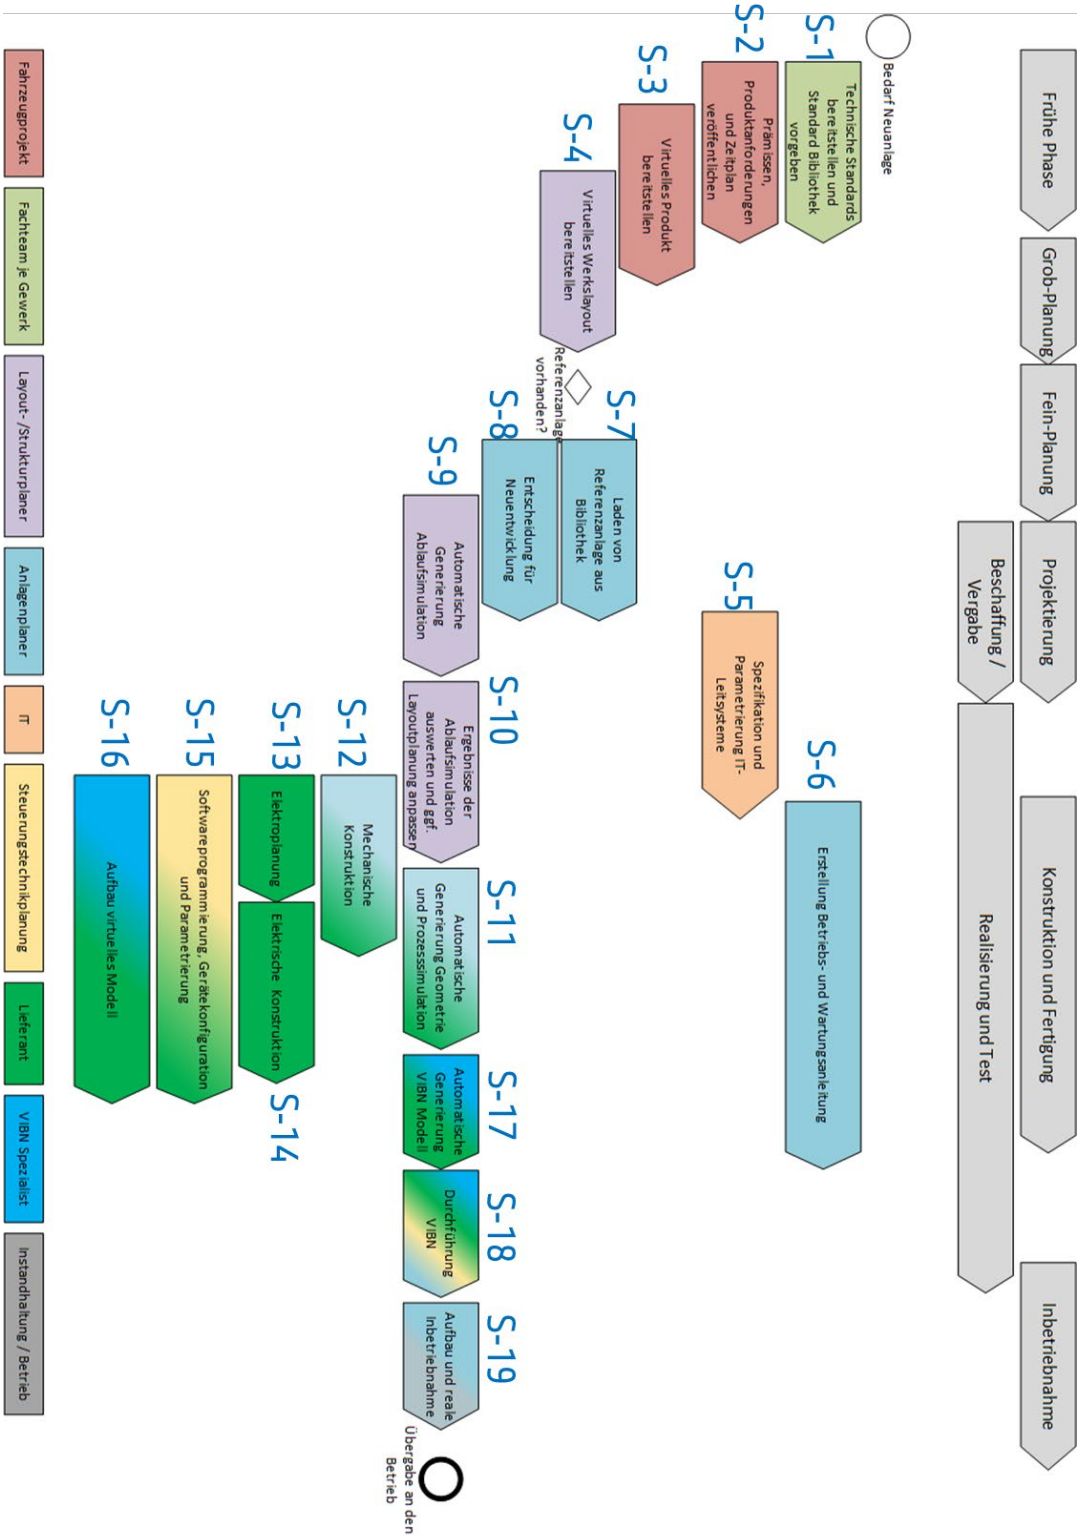 Frühe Phase
Grob-Planung
Fein-Planung
Projektierung
Konstruktion und Fertigung
Inbetriebnahme
Beschaffung /
Vergabe
Realisierung und Test
Bedarf Neuanlage
S-1
Technische Standards
bereitstellen und
Standard Bibliothek
vorgeben
S-6
Erstellung Betriebs- und Wartungsanleitung
S-2
Prämissen,
Produktanforderungen
und Zeitplan
veröffentlichen
S-5
Spezifikation und
Parametrierung IT-
Leitsysteme
S-3
Virtuelles Produkt
bereitstellen
S-7
Laden von
Referenzanlage aus
Bibliothek
S-4
Virtuelles Werkslayout
bereitstellen
Referenzanlage
vorhanden?
S-8
Entscheidung für
Neuentwicklung
S-9
Automatische
Generierung
Ablaufsimulation
S-10
Ergebnisse der
Ablaufsimulation
auswerten und ggf.
Layoutplanung anpassen
S-11
Automatische
Generierung Geometrie
und Prozesssimulation
S-17
Automatische
Generierung
VIBN Modell
S-18
Durchführung
VIBN
S-19
Aufbau und reale
Inbetriebnahme
Übergabe an den
Betrieb
S-12
Mechanische
Konstruktion
S-13
Elektroplanung
Elektrische Konstruktion
S-14
S-15
Softwareprogrammierung, Gerätekonfiguration
und Parametrierung
S-16
Aufbau virtuelles Modell
Fahrzeugprojekt
Fachteam je Gewerk
Layout- /Strukturplaner
Anlagenplaner
IT
Steuerungstechnikplanung
Lieferant
VIBN Spezialist
Instandhaltung / Betrieb